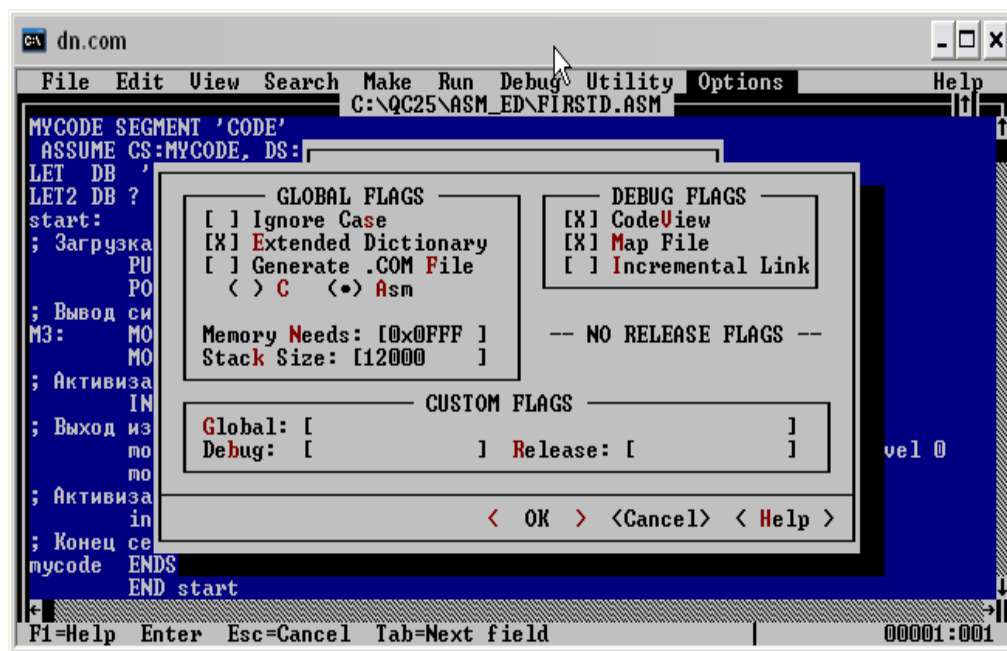 dn.com
File Edit View Search Make Run Debug Utility Options Help
C:\QC25\ASM_ED\FIRSTD.ASM
MYCODE SEGMENT 'CODE'
ASSUME CS:MYCODE, DS:
LET DB '
LET2 DB ?
start:
; Загрузка
PU
PO
; Вывод си
M3: MO
MO
; Активиза
IN
; Выход из
mo vel 0
mo
; Активиза
in
; Конец се
mycode ENDS
END start
GLOBAL FLAGS
[ ] Ignore Case
[X] Extended Dictionary
[ ] Generate .COM File
( ) C (•) Asm
Memory Needs: [0x0FFF ]
Stack Size: [12000 ]
DEBUG FLAGS
[X] CodeView
[X] Map File
[ ] Incremental Link
-- NO RELEASE FLAGS --
CUSTOM FLAGS
Global: [ ]
Debug: [ ] Release: [ ]
< OK > <Cancel> < Help >
F1=Help Enter Esc=Cancel Tab=Next field 00001:001